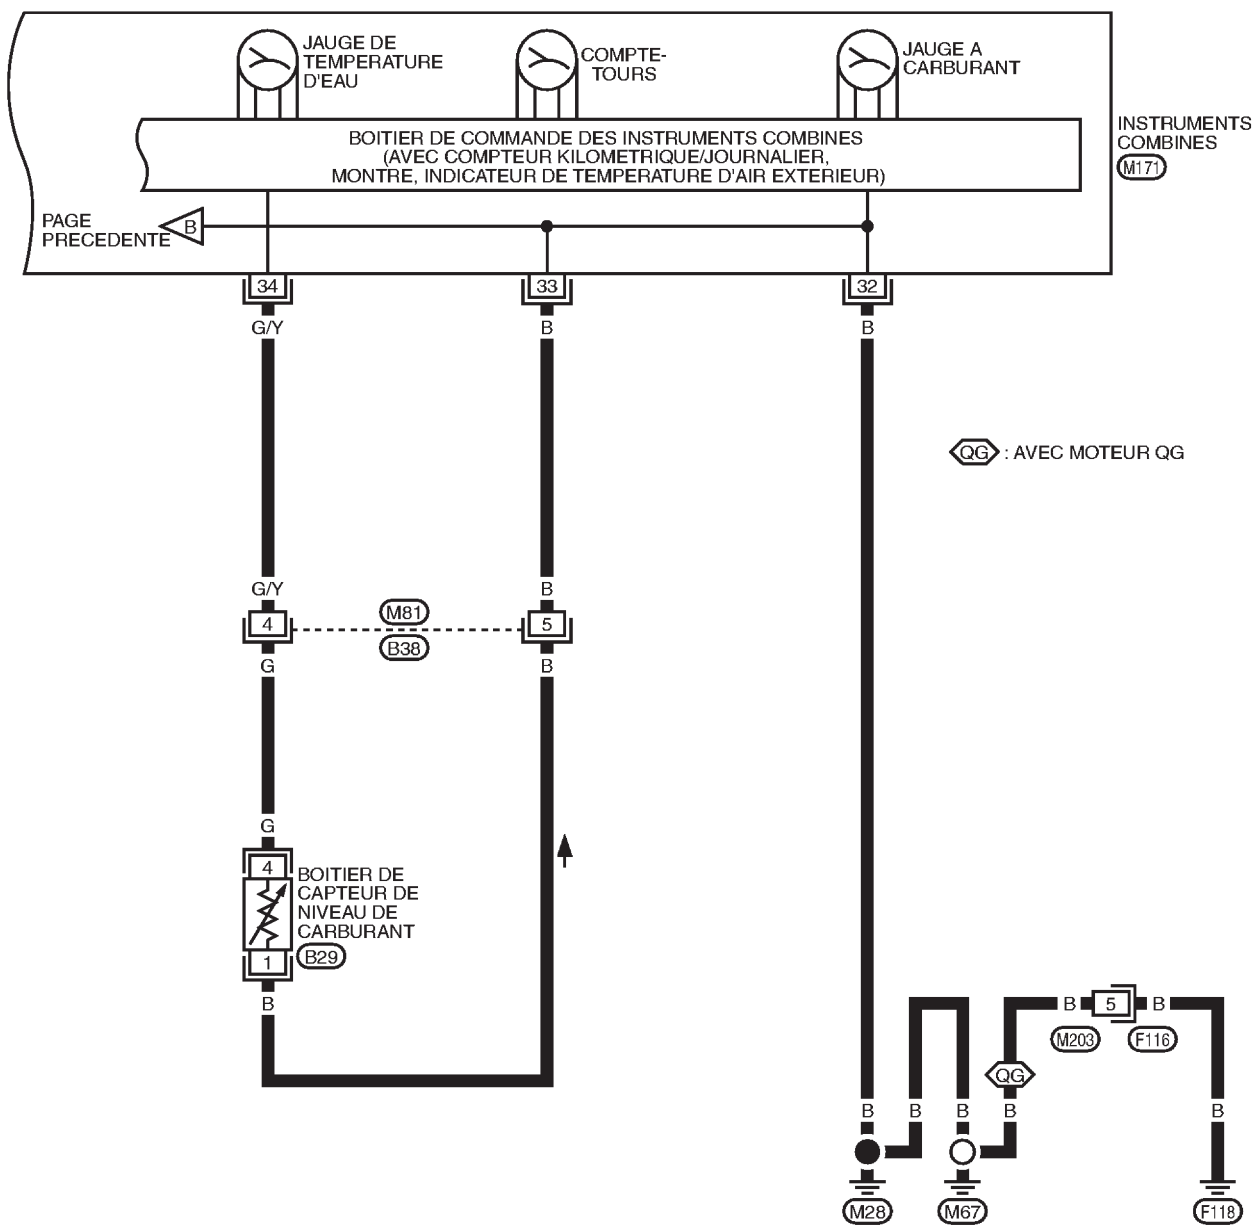 JAUGE DE
TEMPERATURE
D'EAU
COMPTE-
TOURS
JAUGE A
CARBURANT
BOITIER DE COMMANDE DES INSTRUMENTS COMBINES
(AVEC COMPTEUR KILOMETRIQUE/JOURNALIER,
MONTRE, INDICATEUR DE TEMPERATURE D'AIR EXTERIEUR)
INSTRUMENTS
COMBINES
M171
PAGE
PRECEDENTE
B
34
33
32
G/Y
B
B
QG : AVEC MOTEUR QG
G/Y
B
4
M81
5
B38
G
B
G
4
BOITIER DE
CAPTEUR DE
NIVEAU DE
CARBURANT
1
B29
B
B
5
B
M203
F116
QG
B
B
B
B
B
M28
M67
F118